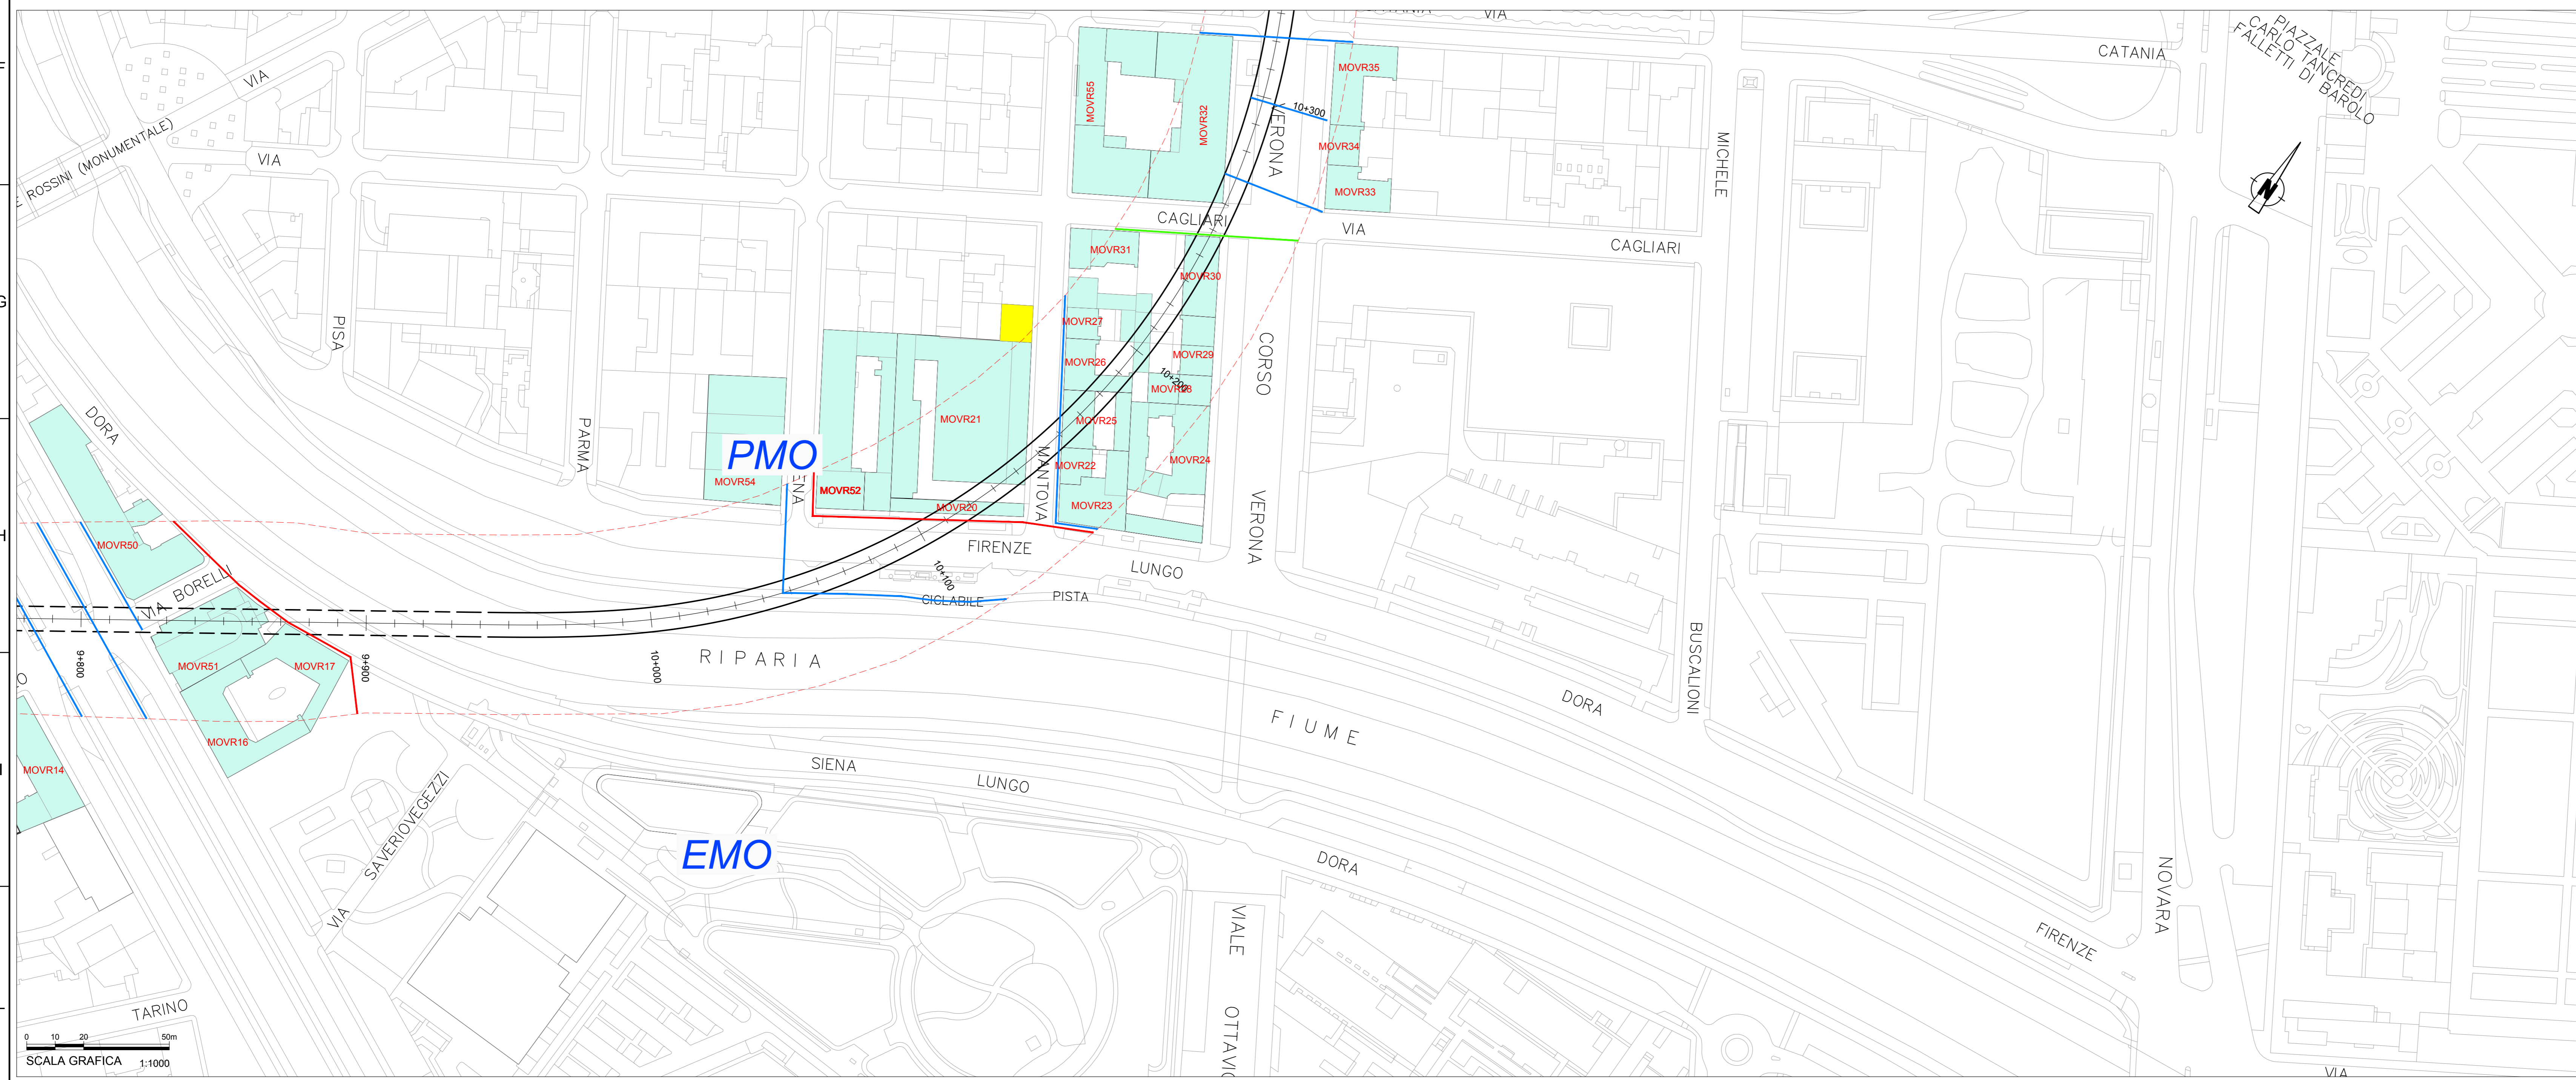 VIA
CATANIA
PIAZZALE
CARLO TANCREDI
FALLETTI DI BAROLO
VIA
MOVR35
MOVR55
MOVR32
10+300
VERONA
ROSSINI (MONUMENTALE)
VIA
MOVR34
MICHELE
MOVR33
N
CAGLIARI
VIA
CAGLIARI
MOVR31
MOVR30
G
PISA
MOVR27
CORSO
MOVR29
MOVR26
10+200
MOVR28
DORA
MOVR21
MOVR25
PARMA
PMO
MOVR54
MOVR52
MANTOVA
MOVR22
MOVR24
MOVR20
MOVR23
VERONA
H
MOVR50
FIRENZE
LUNGO
VIA BORELLI
10+100
CICLABILE
PISTA
9+800
MOVR51
MOVR17
9+900
10+000
RIPARIA
BUSCALIONI
DORA
MOVR16
FIUME
MOVR14
SIENA
LUNGO
VIA
SAVERIOVEGEZZI
EMO
DORA
NOVARA
VIALE
FIRENZE
TARINO
OTTAVIO
0 10 20 50m
SCALA GRAFICA 1:1000
VIA